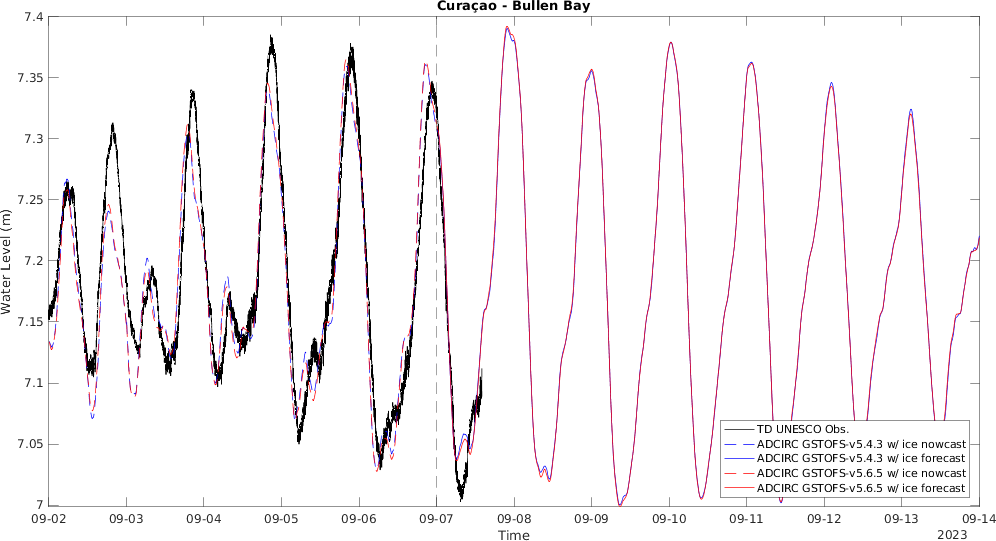 Curaçao - Bullen Bay
Water Level (m)
7.4
7.35
7.3
7.25
7.2
7.15
7.1
7.05
7
TD UNESCO Obs.
ADCIRC GSTOFS-v5.4.3 w/ ice nowcast
ADCIRC GSTOFS-v5.4.3 w/ ice forecast
ADCIRC GSTOFS-v5.6.5 w/ ice nowcast
ADCIRC GSTOFS-v5.6.5 w/ ice forecast
09-02 09-03 09-04 09-05 09-06 09-07 09-08 09-09 09-10 09-11 09-12 09-13 09-14
Time
2023